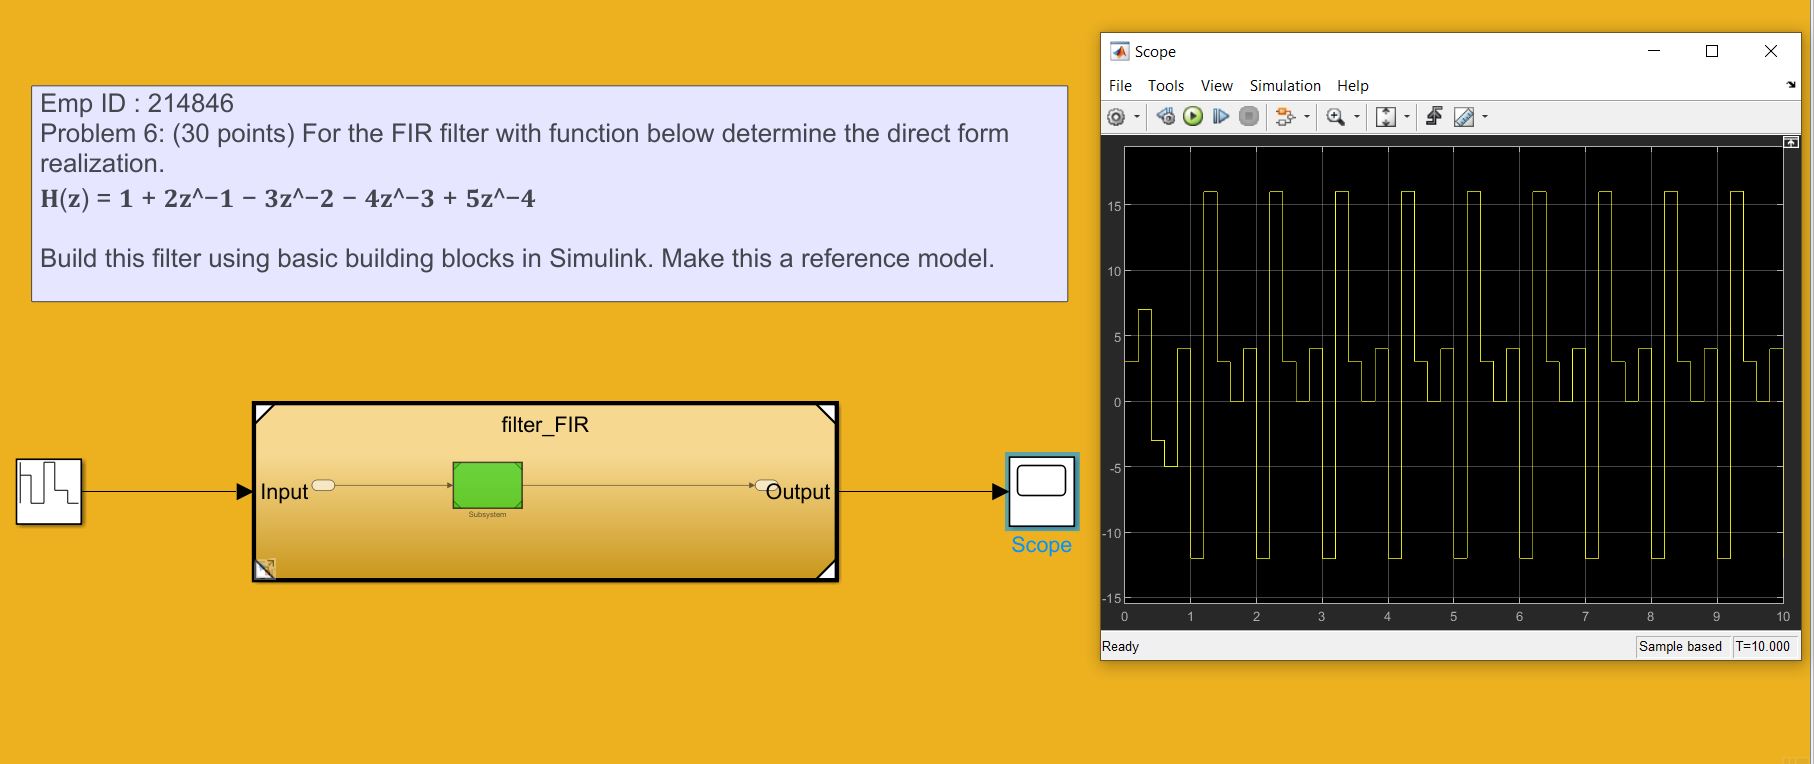 Emp ID : 214846
Problem 6: (30 points) For the FIR filter with function below determine the direct form
realization.
H(z) = 1 + 2z^−1 − 3z^−2 − 4z^−3 + 5z^−4
Build this filter using basic building blocks in Simulink. Make this a reference model.
filter_FIR
Input
Output
Subsystem
Scope
Scope
File Tools View Simulation Help
15
10
5
0
-5
-10
-15
0 1 2 3 4 5 6 7 8 9 10
Ready Sample based T=10.000